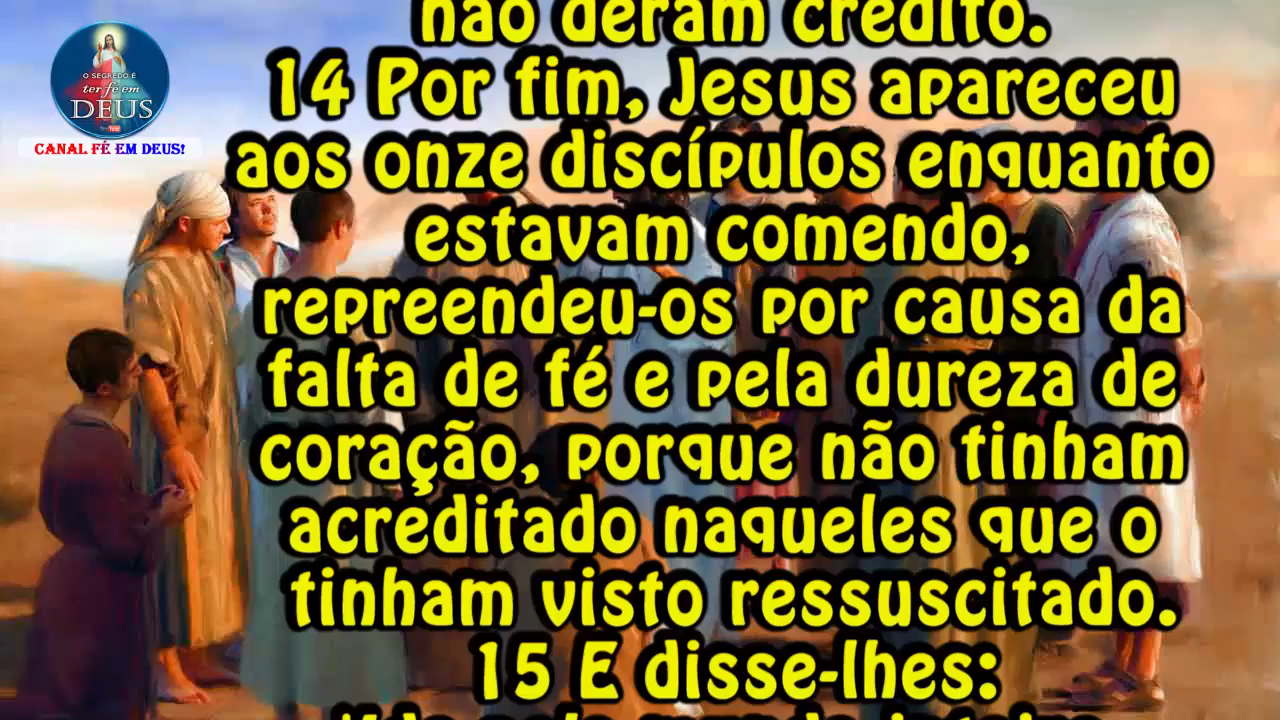 O SEGREDO É
ter fé em
DEUS
CANAL FÉ EM DEUS!
não deram crédito.
14 Por fim, Jesus apareceu
aos onze discípulos enquanto
estavam comendo,
repreendeu-os por causa da
falta de fé e pela dureza de
coração, porque não tinham
acreditado naqueles que o
tinham visto ressuscitado.
15 E disse-lhes: